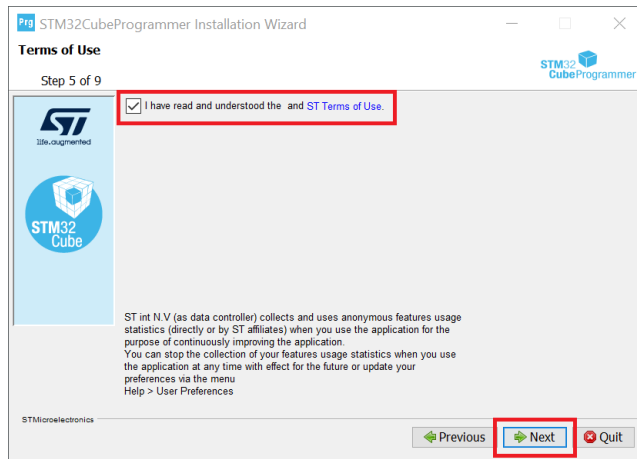 Prg STM32CubeProgrammer Installation Wizard
Terms of Use
Step 5 of 9
STM32
CubeProgrammer
I have read and understood the  and ST Terms of Use.
ST
life.augmented
STM32
Cube
ST int N.V (as data controller) collects and uses anonymous features usage
statistics (directly or by ST affiliates) when you use the application for the
purpose of continuously improving the application.
You can stop the collection of your features usage statistics when you use
the application at any time with effect for the future or update your
preferences via the menu
Help > User Preferences
STMicroelectronics
Previous Next Quit